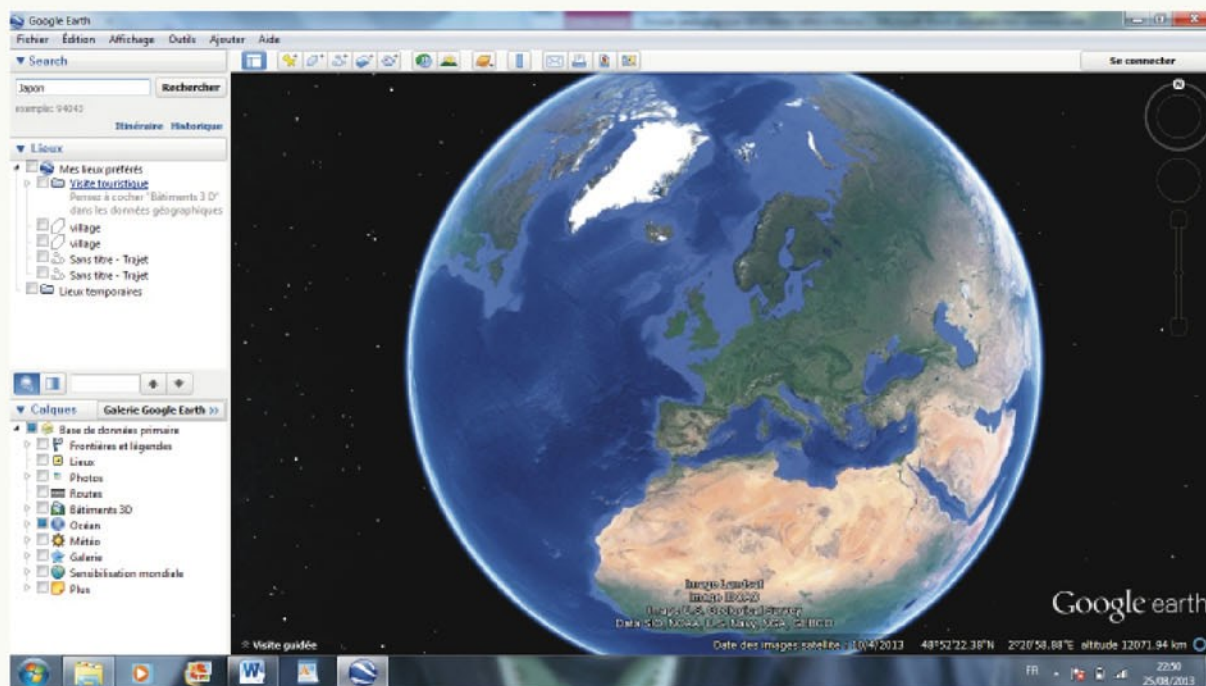 Google Earth
Fichier Édition Affichage Outils Ajouter Aide
▼ Search
Japon
Rechercher
exemple: 94043
Itinéraire Historique
▼ Lieux
Mes lieux préférés
Visite touristique
Pensez à cocher "Bâtiments 3 D"
dans les données géographiques
village
village
Sans titre - Trajet
Sans titre - Trajet
Lieux temporaires
▼ Calques
Galerie Google Earth >>
Base de données primaire
Frontières et légendes
Lieux
Photos
Routes
Bâtiments 3D
Océan
Météo
Galerie
Sensibilisation mondiale
Plus
Se connecter
N
Image Landsat
Image IBCAO
Image U.S. Geological Survey
Data SIO, NOAA, U.S. Navy, NGA, GEBCO
Google earth
Visite guidée
Date des images satellite : 10/4/2013 48°52'22.38"N 2°20'58.88"E altitude 12071.94 km
FR
22:50
25/08/2013